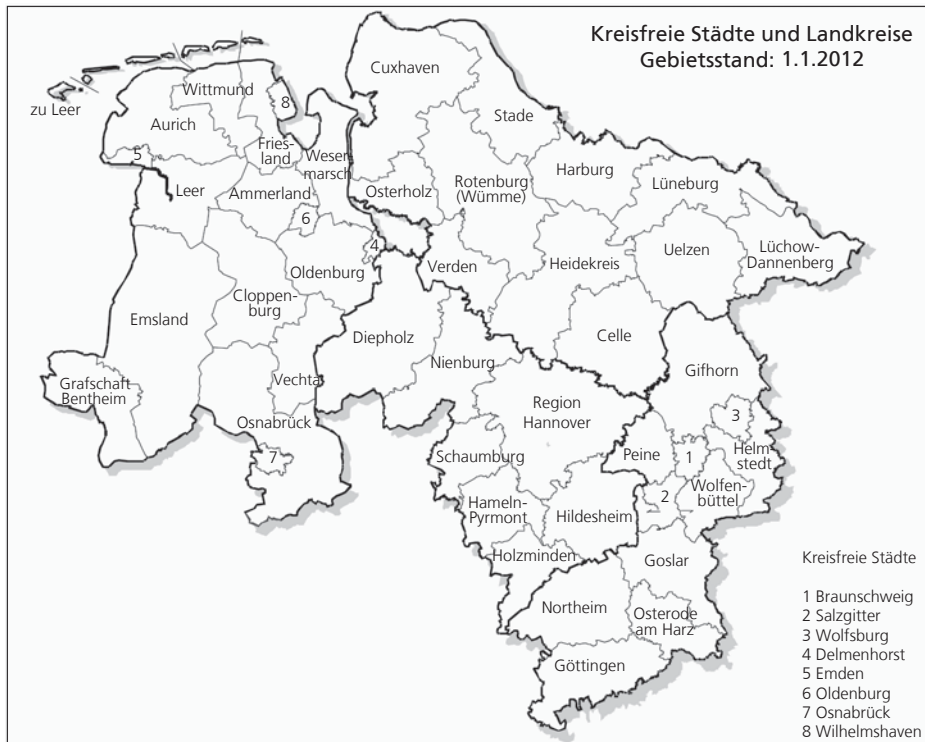 Kreisfreie Städte und Landkreise
Gebietsstand: 1.1.2012
zu Leer
Wittmund
Aurich
8
5
Fries-
land
Weser-
marsch
Leer
Ammerland
6
4
Oldenburg
Cloppen-
burg
Emsland
Grafschaft
Bentheim
Vechta
Osnabrück
7
Cuxhaven
Stade
Osterholz
Rotenburg
(Wümme)
Harburg
Lüneburg
Verden
Heidekreis
Uelzen
Lüchow-
Dannenberg
Celle
Diepholz
Nienburg
Gifhorn
Region
Hannover
3
Schaumburg
Peine
1
Helm-
stedt
Hameln-
Pyrmont
Hildesheim
2
Wolfen-
büttel
Holzminden
Goslar
Northeim
Osterode
am Harz
Göttingen
Kreisfreie Städte
1 Braunschweig
2 Salzgitter
3 Wolfsburg
4 Delmenhorst
5 Emden
6 Oldenburg
7 Osnabrück
8 Wilhelmshaven